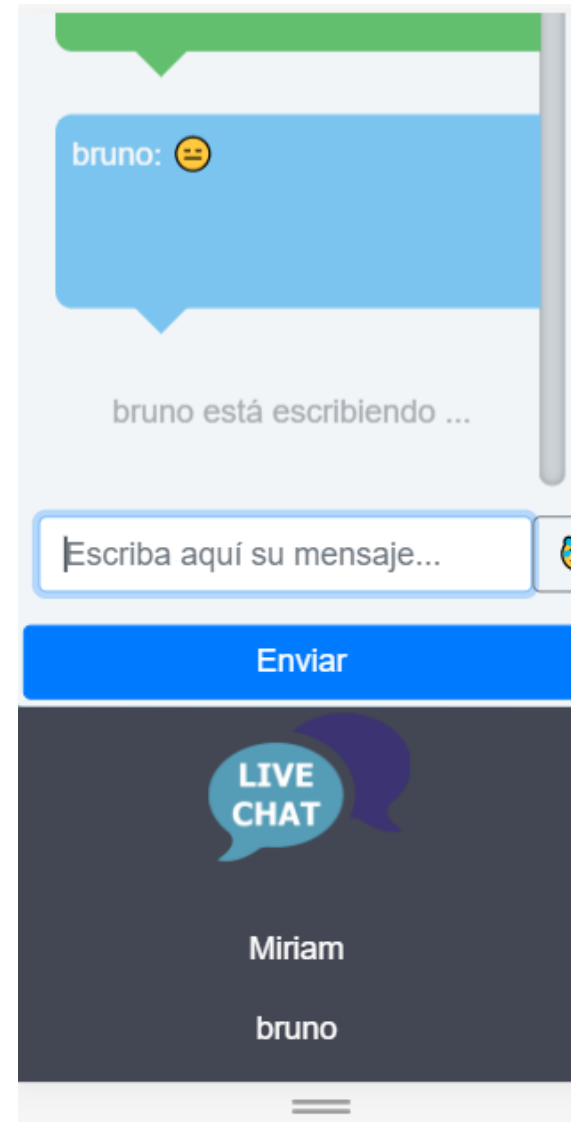 bruno: 😑
bruno está escribiendo ...
Escriba aquí su mensaje...
Enviar
LIVE
CHAT
Miriam
bruno